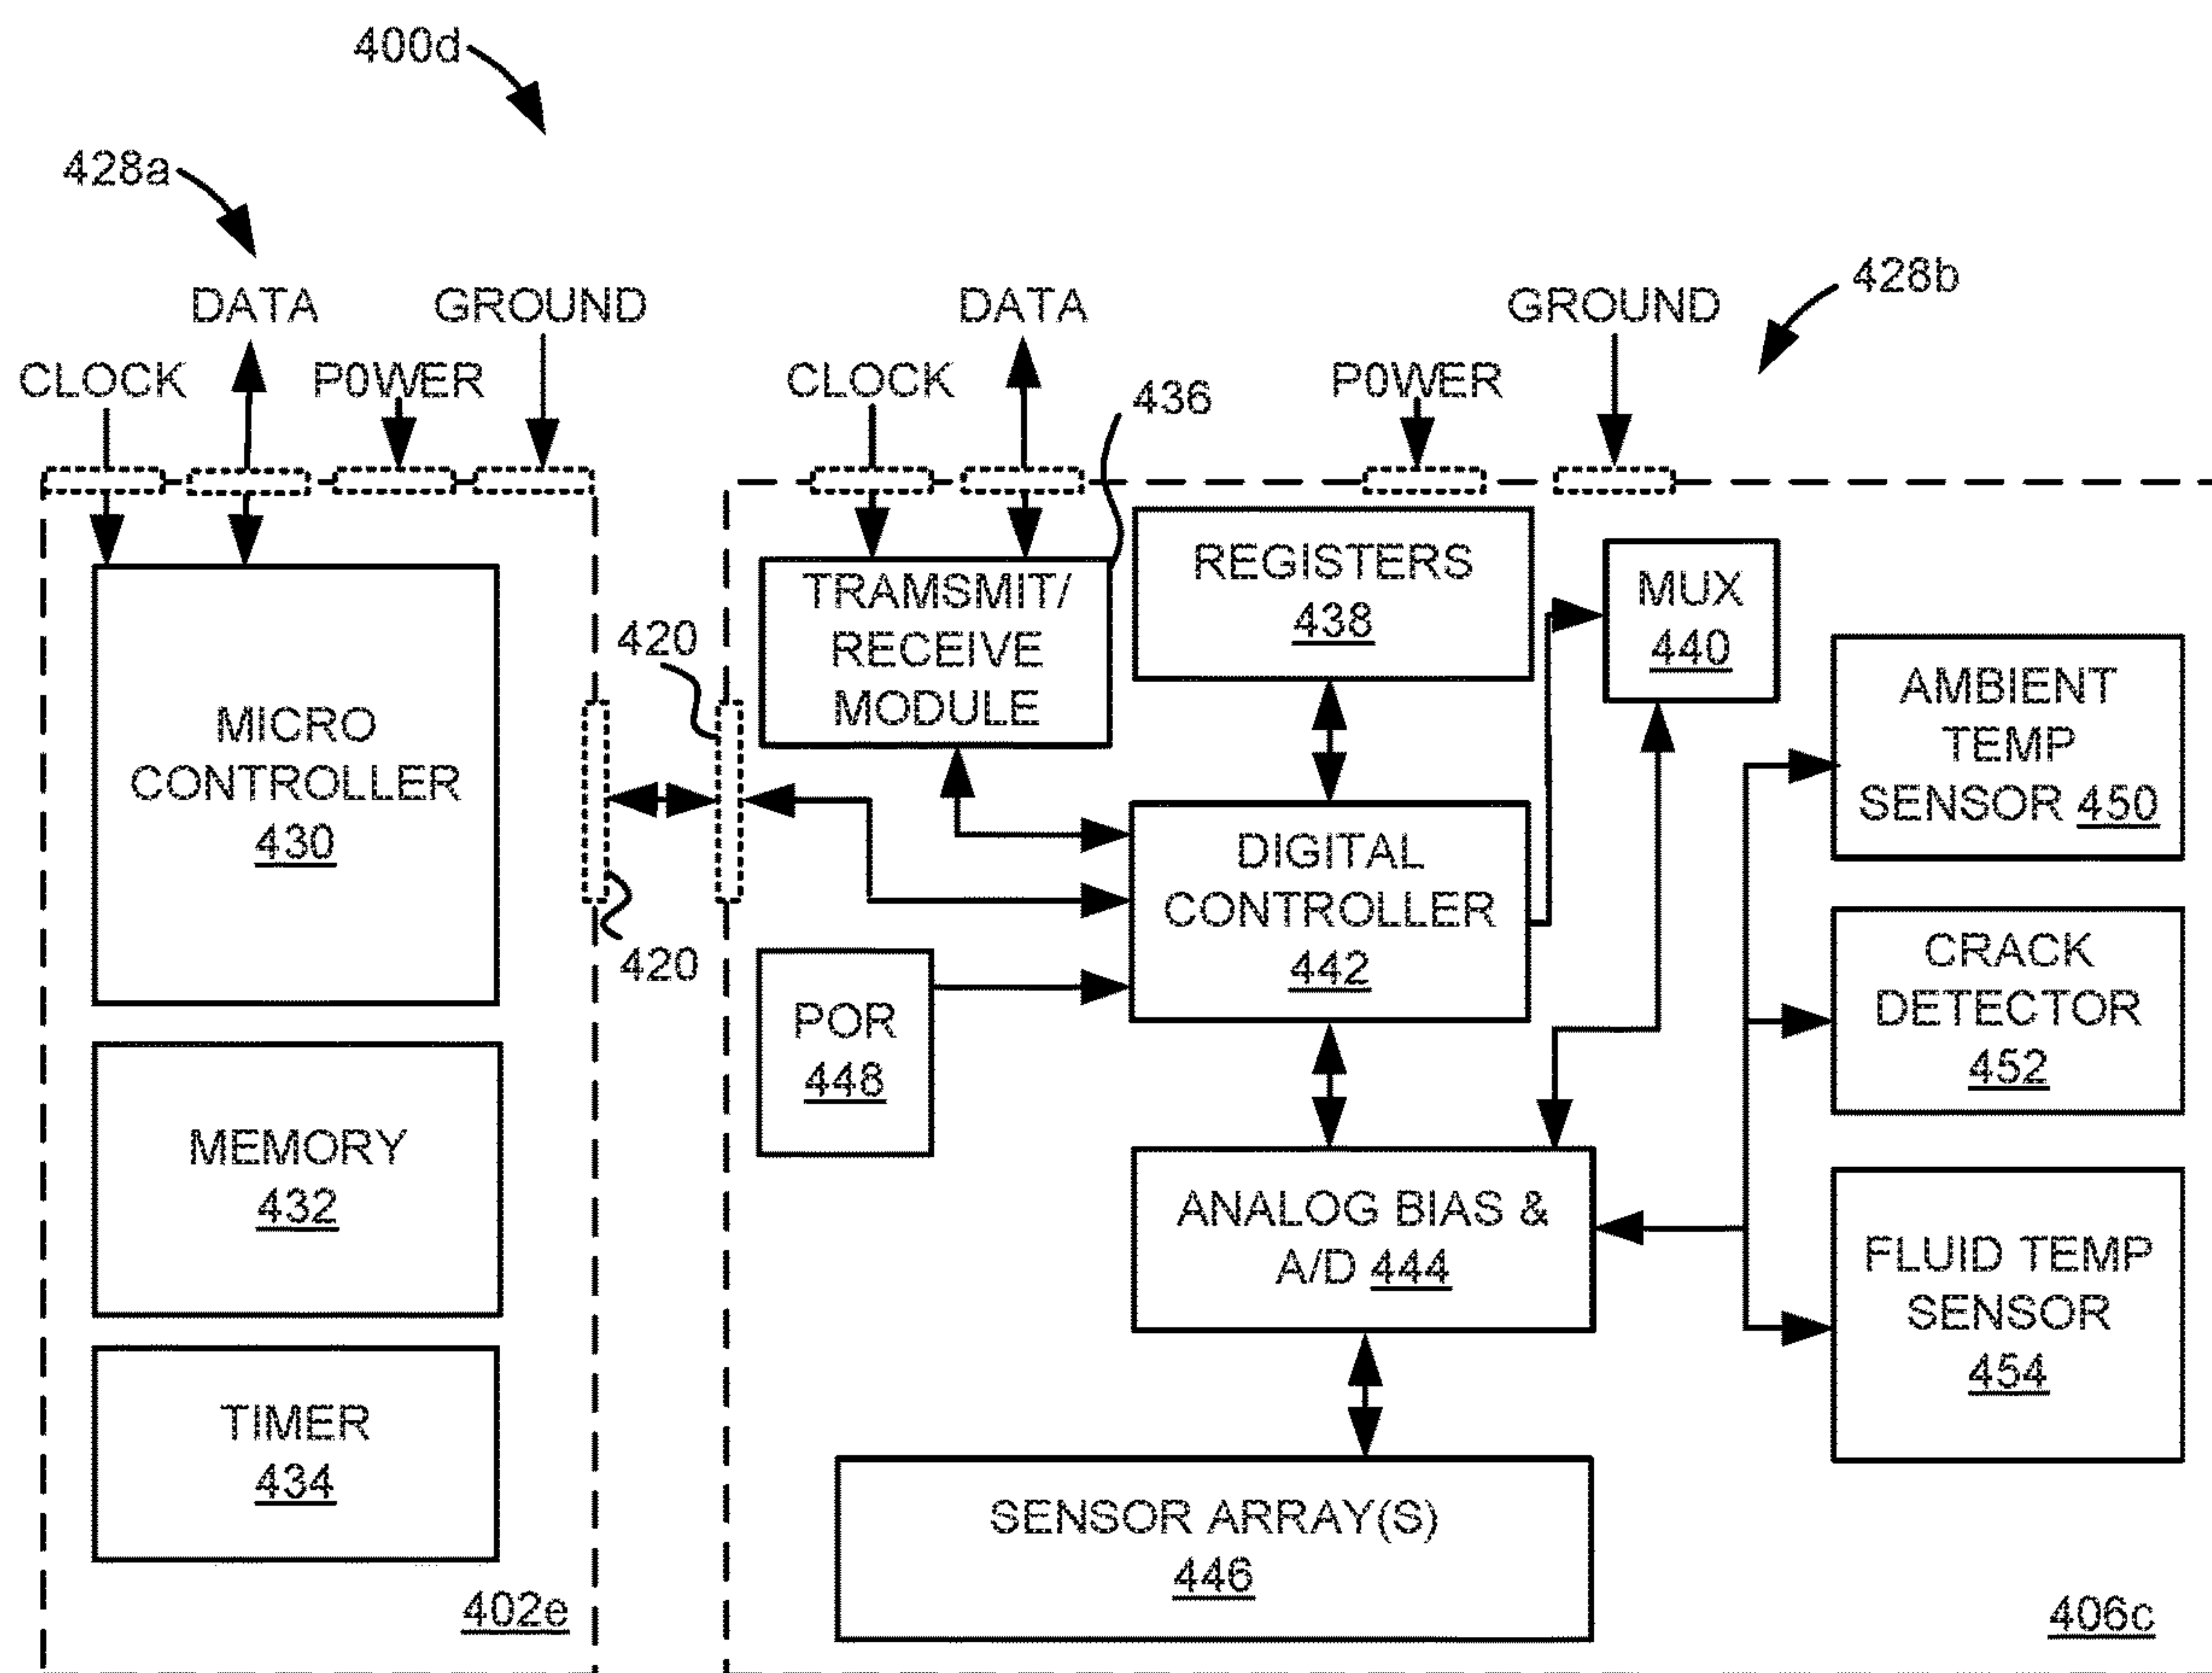 400d
428a
428b
DATA
GROUND
DATA
GROUND
CLOCK
P0WER
CLOCK
P0WER
436
MICRO
CONTROLLER
430
MEMORY
432
TIMER
434
402e
420
420
TRAMSMIT/
RECEIVE
MODULE
REGISTERS
438
MUX
440
DIGITAL
CONTROLLER
442
POR
448
ANALOG BIAS &
A/D 444
SENSOR ARRAY(S)
446
AMBIENT
TEMP
SENSOR 450
CRACK
DETECTOR
452
FLUID TEMP
SENSOR
454
406c